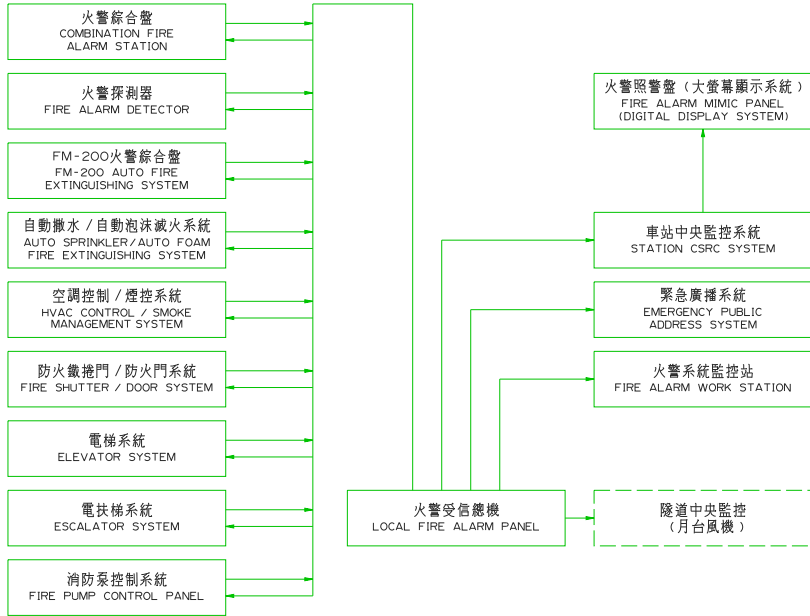 火警綜合盤
COMBINATION FIRE
ALARM STATION
火警探測器
FIRE ALARM DETECTOR
FM-200火警綜合盤
FM-200 AUTO FIRE
EXTINGUISHING SYSTEM
自動撒水/自動泡沫滅火系統
AUTO SPRINKLER/AUTO FOAM
FIRE EXTINGUISHING SYSTEM
空調控制/煙控系統
HVAC CONTROL / SMOKE
MANAGEMENT SYSTEM
防火鐵捲門/防火門系統
FIRE SHUTTER / DOOR SYSTEM
電梯系統
ELEVATOR SYSTEM
電扶梯系統
ESCALATOR SYSTEM
消防泵控制系統
FIRE PUMP CONTROL PANEL
火警受信總機
LOCAL FIRE ALARM PANEL
火警照警盤(大螢幕顯示系統)
FIRE ALARM MIMIC PANEL
(DIGITAL DISPLAY SYSTEM)
車站中央監控系統
STATION CSRC SYSTEM
緊急廣播系統
EMERGENCY PUBLIC
ADDRESS SYSTEM
火警系統監控站
FIRE ALARM WORK STATION
隧道中央監控
(月台風機)